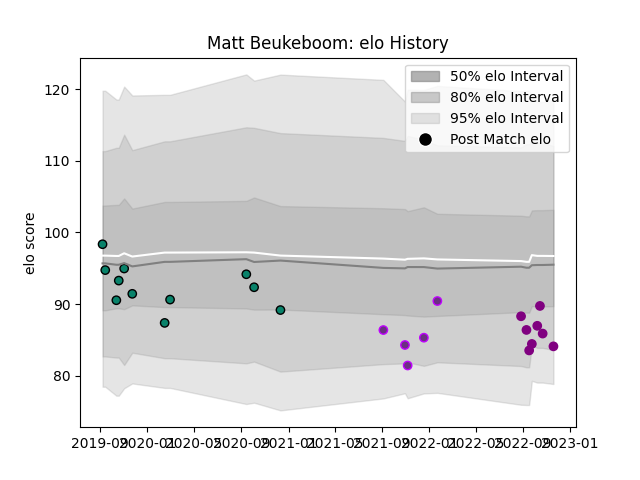 Matt Beukeboom: elo History
50% elo Interval
80% elo Interval
95% elo Interval
Post Match elo
elo score
120
110
100
90
80
2019-09 2020-01 2020-05 2020-09 2021-01 2021-05 2021-09 2022-01 2022-05 2022-09 2023-01